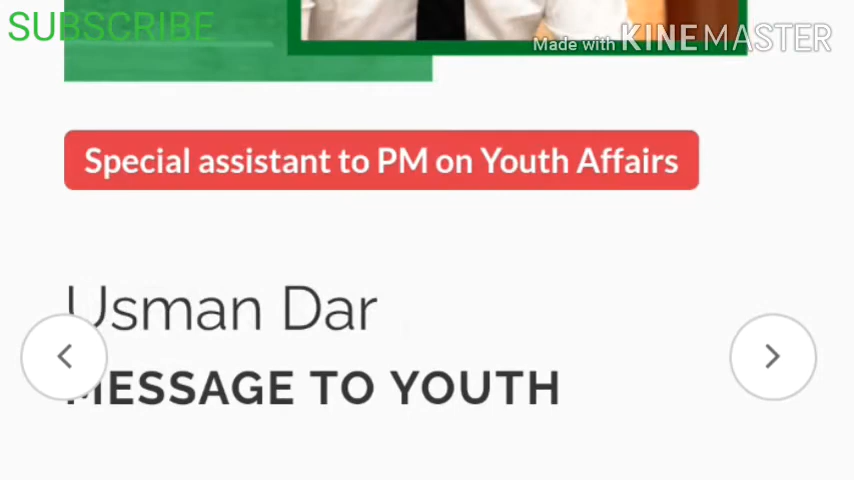 SUBSCRIBE
Made with KINEMASTER
Special assistant to PM on Youth Affairs
Usman Dar
MESSAGE TO YOUTH